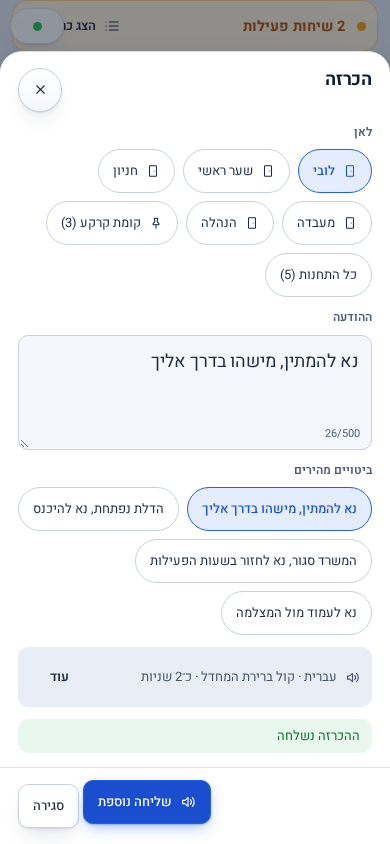 2 שיחות פעילות
הכרזה
לאן
לובי
שער ראשי
חניון
מעבדה
הנהלה
קומת קרקע (3)
כל התחנות (5)
ההודעה
נא להמתין, מישהו בדרך אליך
26/500
ביטויים מהירים
נא להמתין, מישהו בדרך אליך
הדלת נפתחת, נא להיכנס
המשרד סגור, נא לחזור בשעות הפעילות
נא לעמוד מול המצלמה
עברית · קול ברירת המחדל · כ־2 שניות
עוד
ההכרזה נשלחה
שליחה נוספת
סגירה